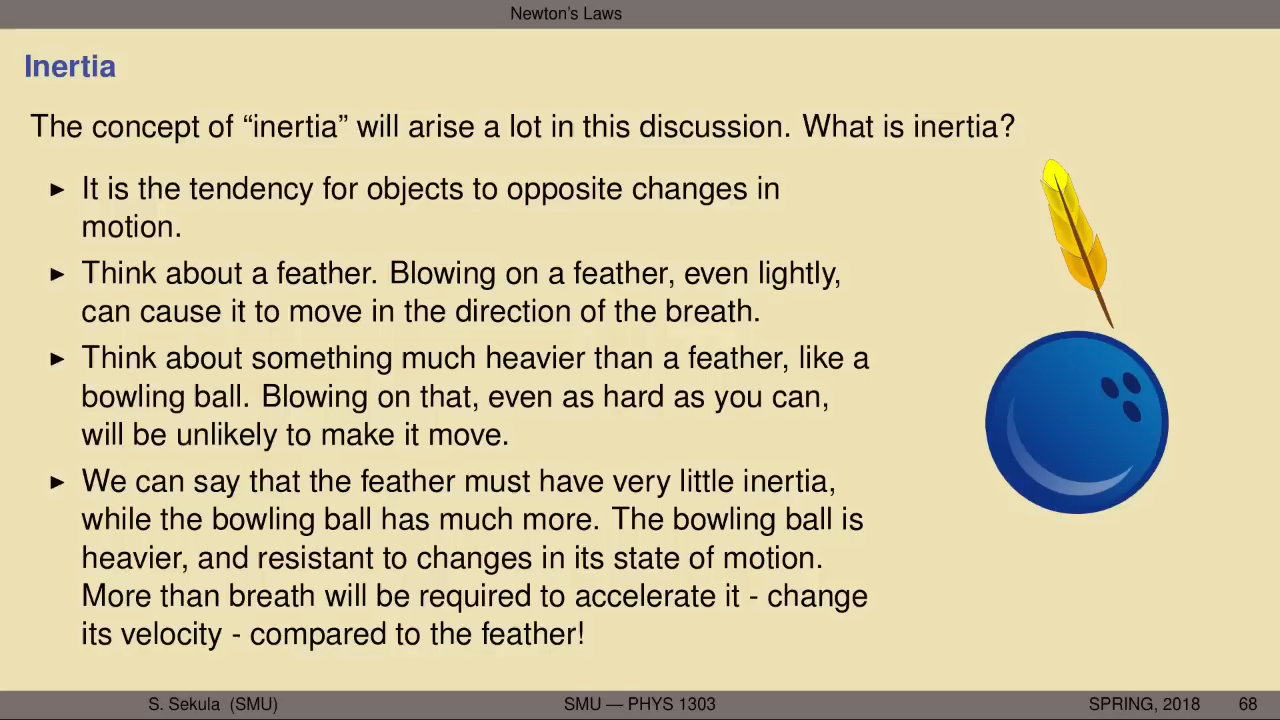 Newton's Laws
Inertia
The concept of “inertia” will arise a lot in this discussion. What is inertia?
▶ It is the tendency for objects to opposite changes in
motion.
▶ Think about a feather. Blowing on a feather, even lightly,
can cause it to move in the direction of the breath.
▶ Think about something much heavier than a feather, like a
bowling ball. Blowing on that, even as hard as you can,
will be unlikely to make it move.
▶ We can say that the feather must have very little inertia,
while the bowling ball has much more. The bowling ball is
heavier, and resistant to changes in its state of motion.
More than breath will be required to accelerate it - change
its velocity - compared to the feather!
S. Sekula (SMU) SMU — PHYS 1303 SPRING, 2018 68